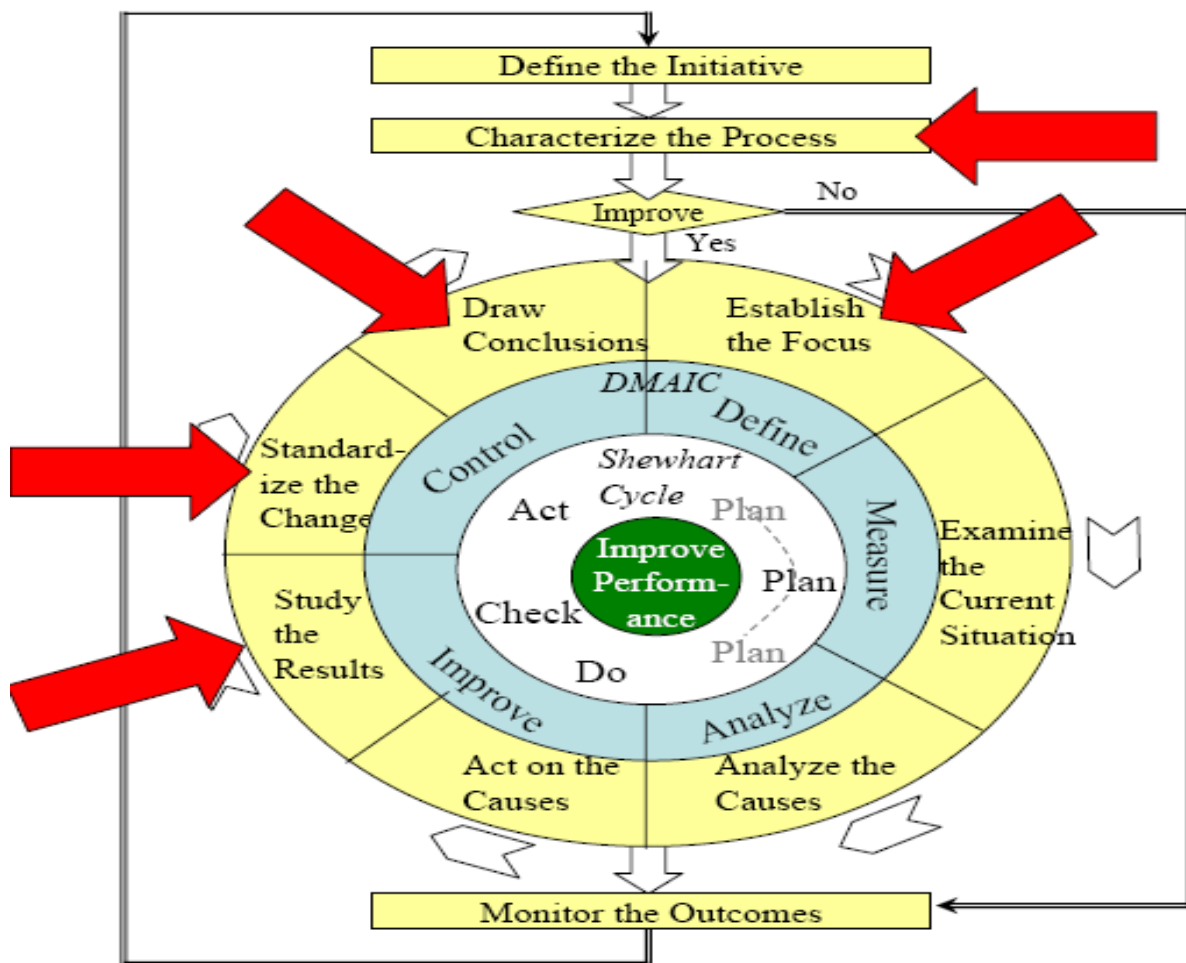 Define the Initiative
Characterize the Process
No
Improve
Yes
Draw
Conclusions
Establish
the Focus
DMAIC
Define
Control
Standard-
ize the
Change
Shewhart
Cycle
Act
Plan
Measure
Examine
the
Current
Situation
Improve
Perform-
ance
Plan
Check
Study
the
Results
Plan
Do
Improve
Analyze
Act on the
Causes
Analyze the
Causes
Monitor the Outcomes